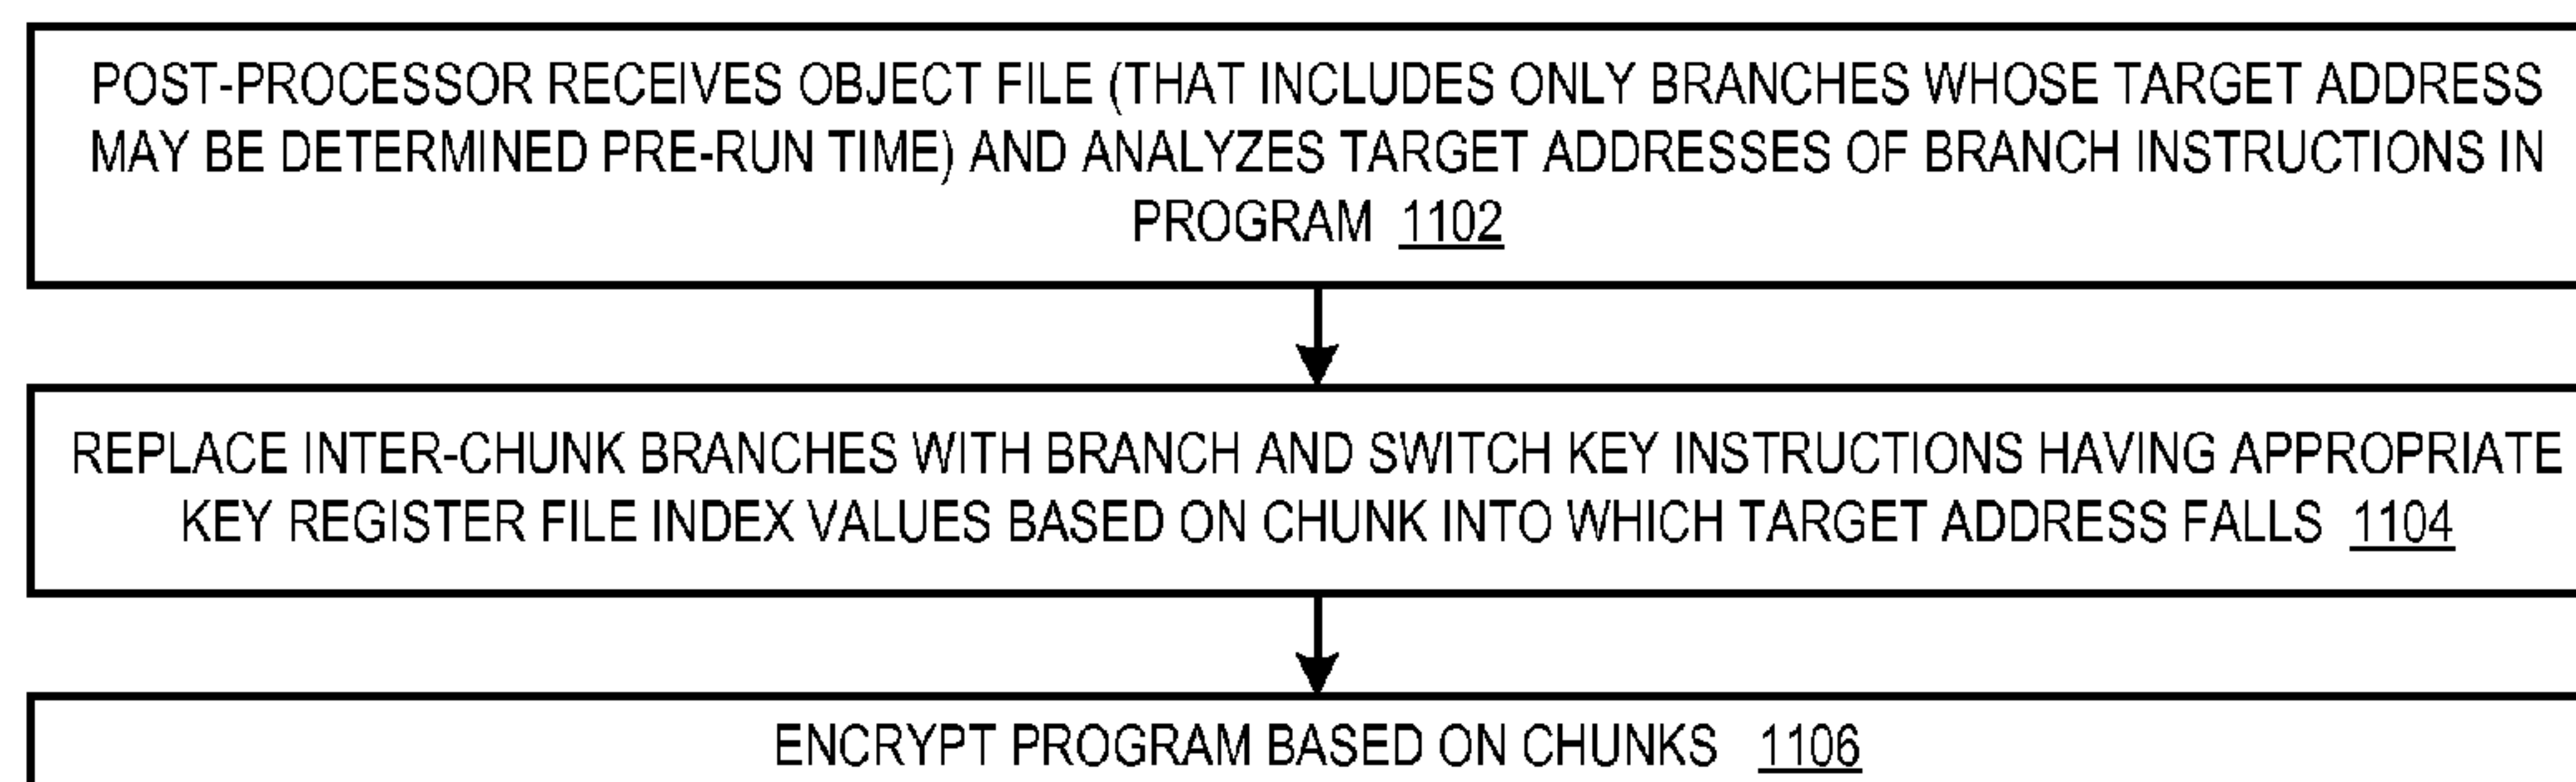 POST-PROCESSOR RECEIVES OBJECT FILE (THAT INCLUDES ONLY BRANCHES WHOSE TARGET ADDRESS
MAY BE DETERMINED PRE-RUN TIME) AND ANALYZES TARGET ADDRESSES OF BRANCH INSTRUCTIONS IN
PROGRAM 1102
REPLACE INTER-CHUNK BRANCHES WITH BRANCH AND SWITCH KEY INSTRUCTIONS HAVING APPROPRIATE
KEY REGISTER FILE INDEX VALUES BASED ON CHUNK INTO WHICH TARGET ADDRESS FALLS 1104
ENCRYPT PROGRAM BASED ON CHUNKS 1106